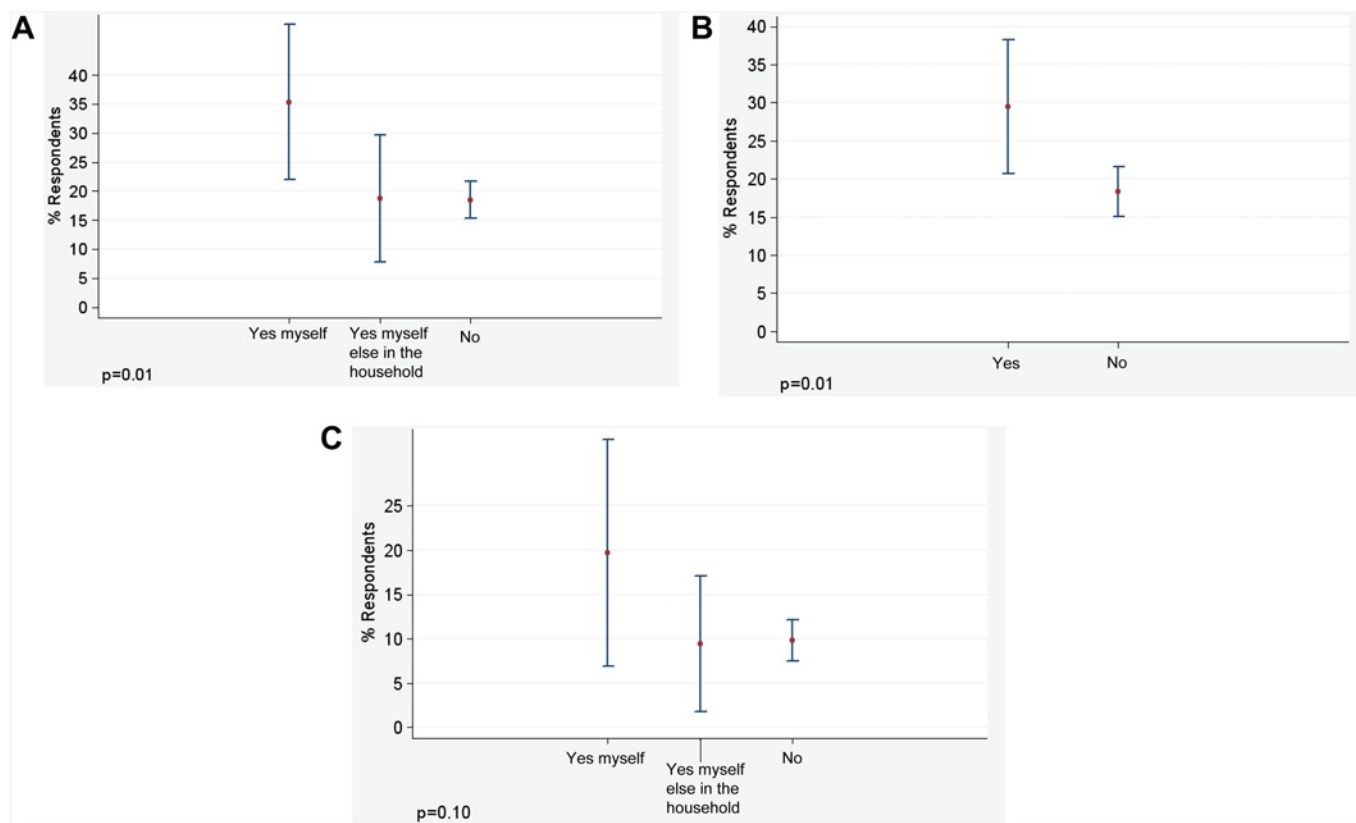 A
% Respondents
40
35
30
25
20
15
10
5
0
Yes myself
Yes myself
else in the
household
No
p=0.01
B
% Respondents
40
35
30
25
20
15
10
5
0
Yes
No
p=0.01
C
% Respondents
25
20
15
10
5
0
Yes myself
Yes myself
else in the
household
No
p=0.10